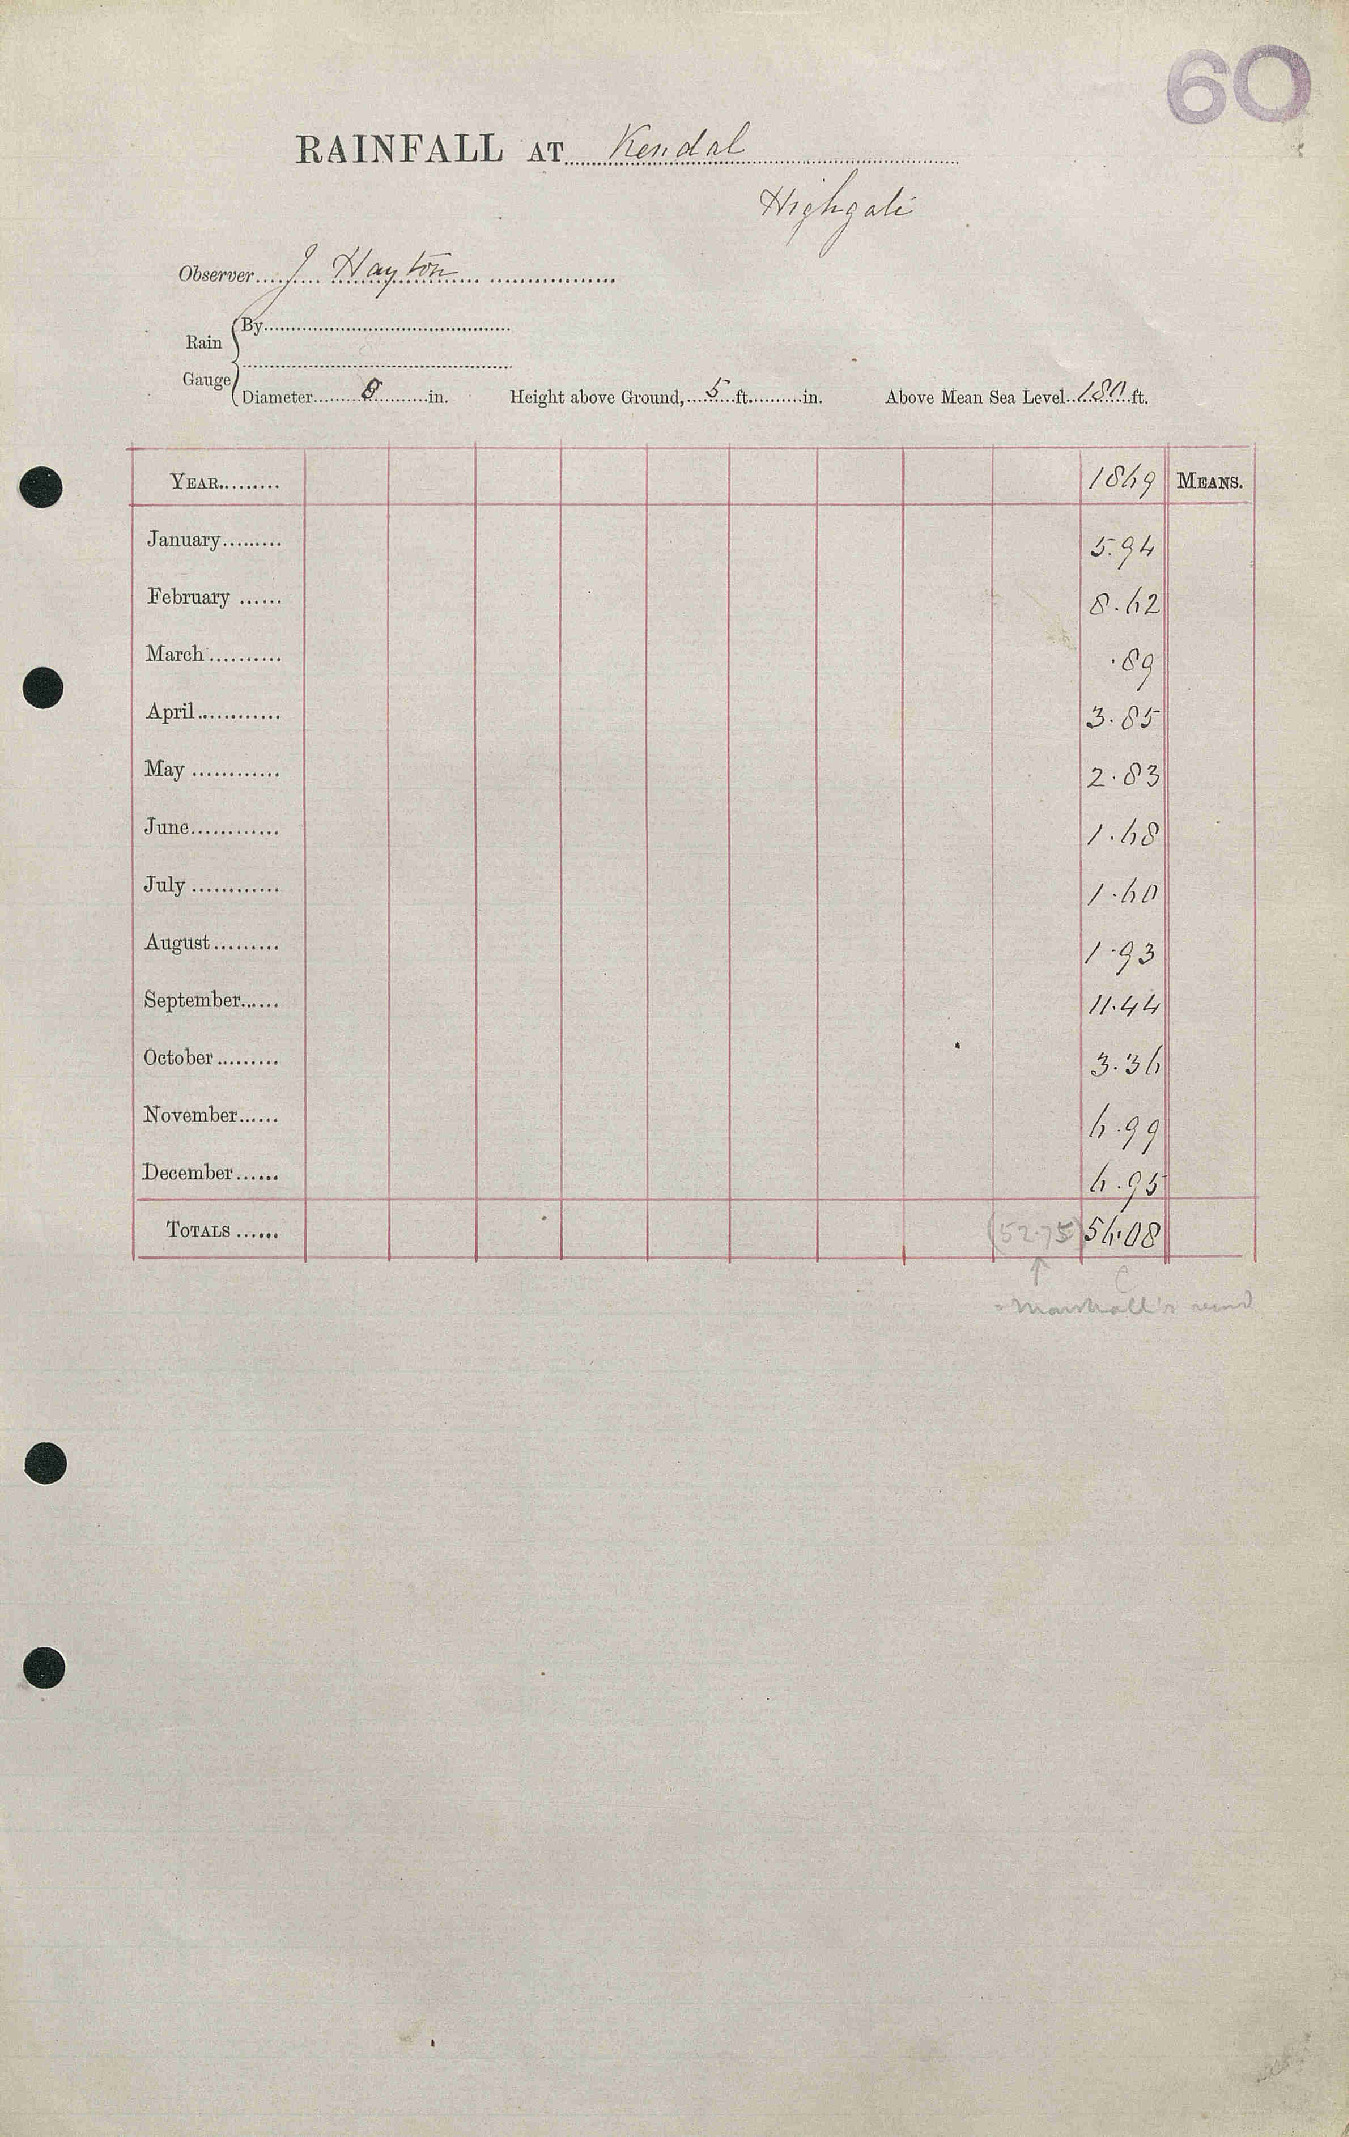 60
RAINFALL AT Kendal
Highgate
Observer J Hayton
Rain Gauge
By
Diameter 8 in. Height above Ground, 5 ft. in. Above Mean Sea Level 180 ft.
YEAR 1869 MEANS.
January 5.94
February 8.62
March .89
April 3.85
May 2.83
June 1.68
July 1.60
August 1.93
September 11.44
October 3.36
November 6.99
December 6.95
TOTALS (52.75) 56.08
= Marshall's